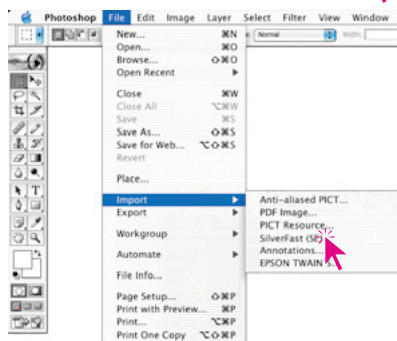 Photoshop File Edit Image Layer Select Filter View Window
New... ⌘N
Open... ⌘O
Browse... ⇧⌘O
Open Recent ▶
Close ⌘W
Close All ⌥⌘W
Save ⌘S
Save As... ⇧⌘S
Save for Web... ⌥⇧⌘S
Revert
Place...
Import ▶
Export ▶
Workgroup ▶
Automate ▶
File Info...
Page Setup... ⇧⌘P
Print with Preview... ⌘P
Print... ⌥⌘P
Print One Copy ⌥⇧⌘P
Normal
Width:
Anti-aliased PICT...
PDF Image...
PICT Resource...
SilverFast (SE)
Annotations...
EPSON TWAIN